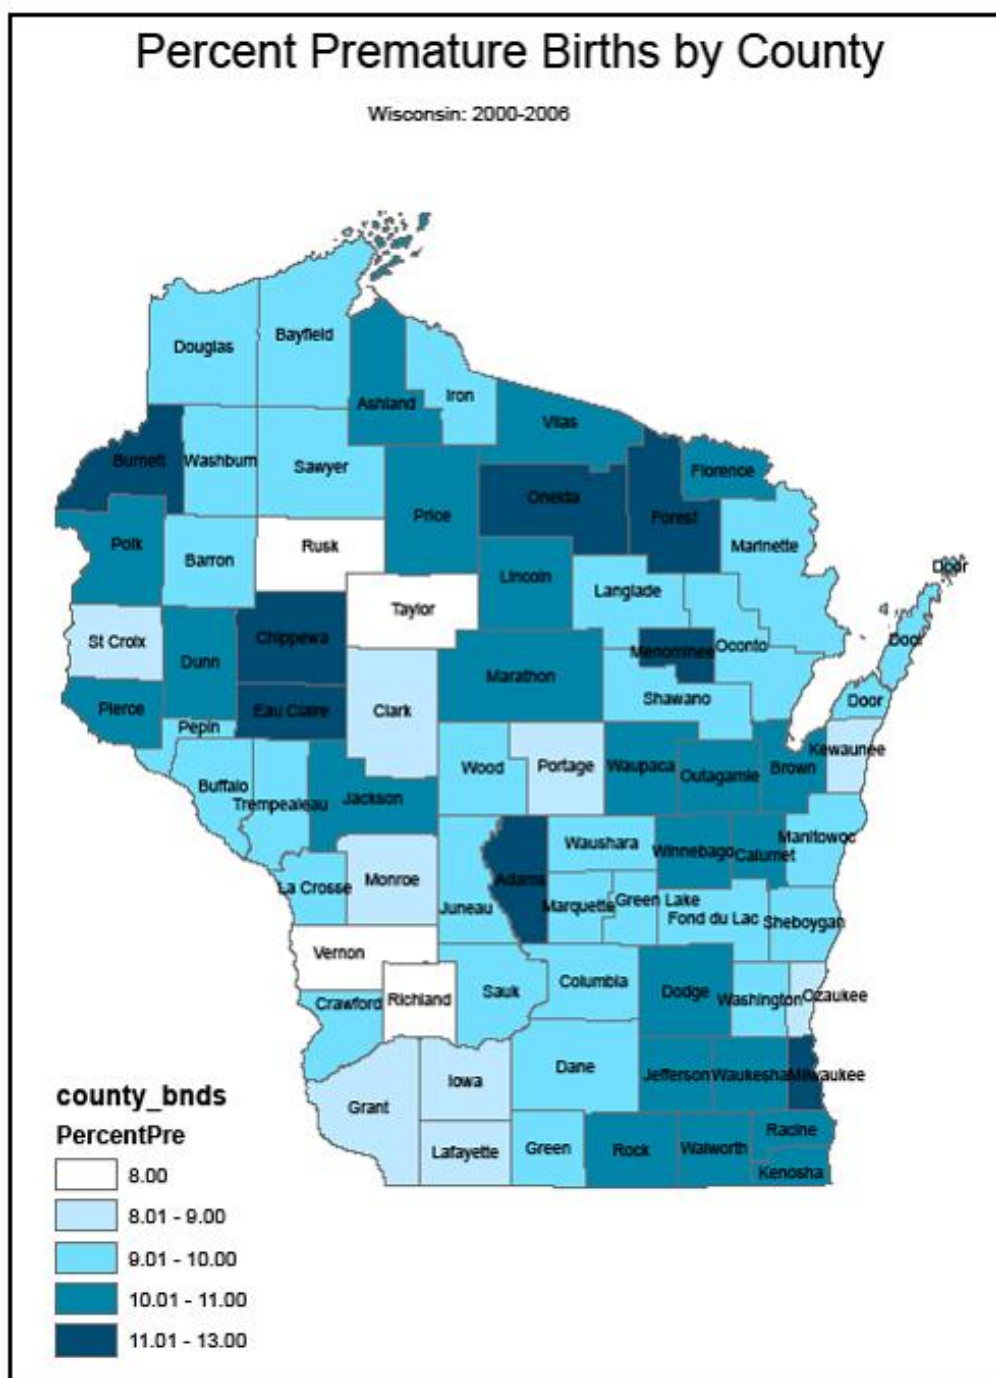 Percent Premature Births by County
Wisconsin: 2000-2006
Bayfield
Douglas
Iron
Ashland
Vilas
Burnett
Washburn
Sawyer
Florence
Oneida
Price
Forest
Polk
Rusk
Marinette
Barron
Door
Lincoln
Langlade
Taylor
St Croix
Chippewa
Door
Oconto
Menominee
Dunn
Marathon
Shawano
Door
Pierce
Eau Claire
Clark
Pepin
Kewaunee
Wood
Portage
Waupaca
Brown
Outagamie
Buffalo
Jackson
Trempealeau
Manitowoc
Waushara
Winnebago
Calumet
Monroe
Adams
La Crosse
Green Lake
Juneau
Marquette
Fond du Lac
Sheboygan
Vernon
Columbia
Sauk
Dodge
Ozaukee
Richland
Washington
Crawford
Dane
Jefferson
Waukesha
Milwaukee
Iowa
Grant
Racine
Green
Rock
Walworth
Lafayette
Kenosha
county_bnds
PercentPre
8.00
8.01 - 9.00
9.01 - 10.00
10.01 - 11.00
11.01 - 13.00